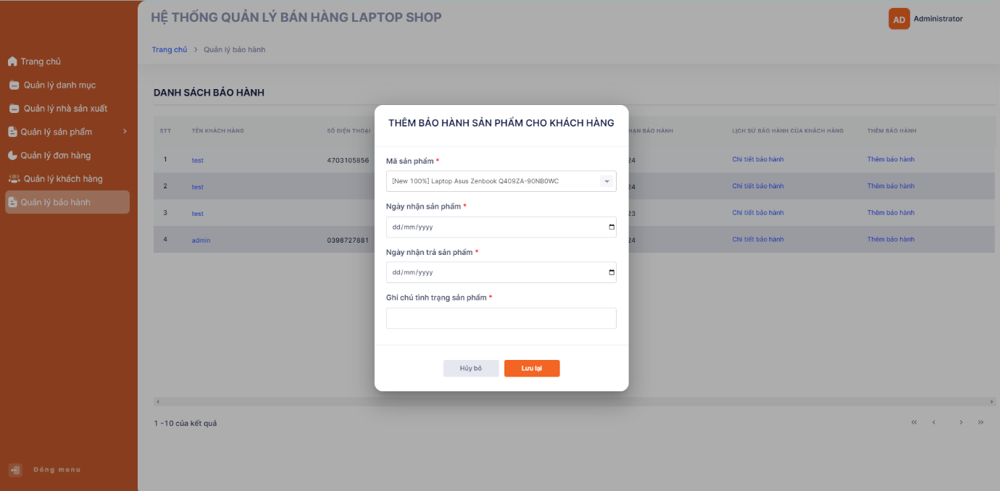 HỆ THỐNG QUẢN LÝ BÁN HÀNG LAPTOP SHOP
AD Administrator
Trang chủ > Quản lý bảo hành
Trang chủ
Quản lý danh mục
Quản lý nhà sản xuất
Quản lý sản phẩm
Quản lý đơn hàng
Quản lý khách hàng
Quản lý bảo hành
Đóng menu
DANH SÁCH BẢO HÀNH
STT TÊN KHÁCH HÀNG SỐ ĐIỆN THOẠI HẠN BẢO HÀNH LỊCH SỬ BẢO HÀNH CỦA KHÁCH HÀNG THÊM BẢO HÀNH
1 test 4703105856 24 Chi tiết bảo hành Thêm bảo hành
2 test 24 Chi tiết bảo hành Thêm bảo hành
3 test 23 Chi tiết bảo hành Thêm bảo hành
4 admin 0398727881 24 Chi tiết bảo hành Thêm bảo hành
THÊM BẢO HÀNH SẢN PHẨM CHO KHÁCH HÀNG
Mã sản phẩm *
[New 100%] Laptop Asus Zenbook Q409ZA-90NB0WC
Ngày nhận sản phẩm *
dd/mm/yyyy
Ngày nhận trả sản phẩm *
dd/mm/yyyy
Ghi chú tình trạng sản phẩm *
Hủy bỏ Lưu lại
1 -10 của kết quả
« ‹ › »